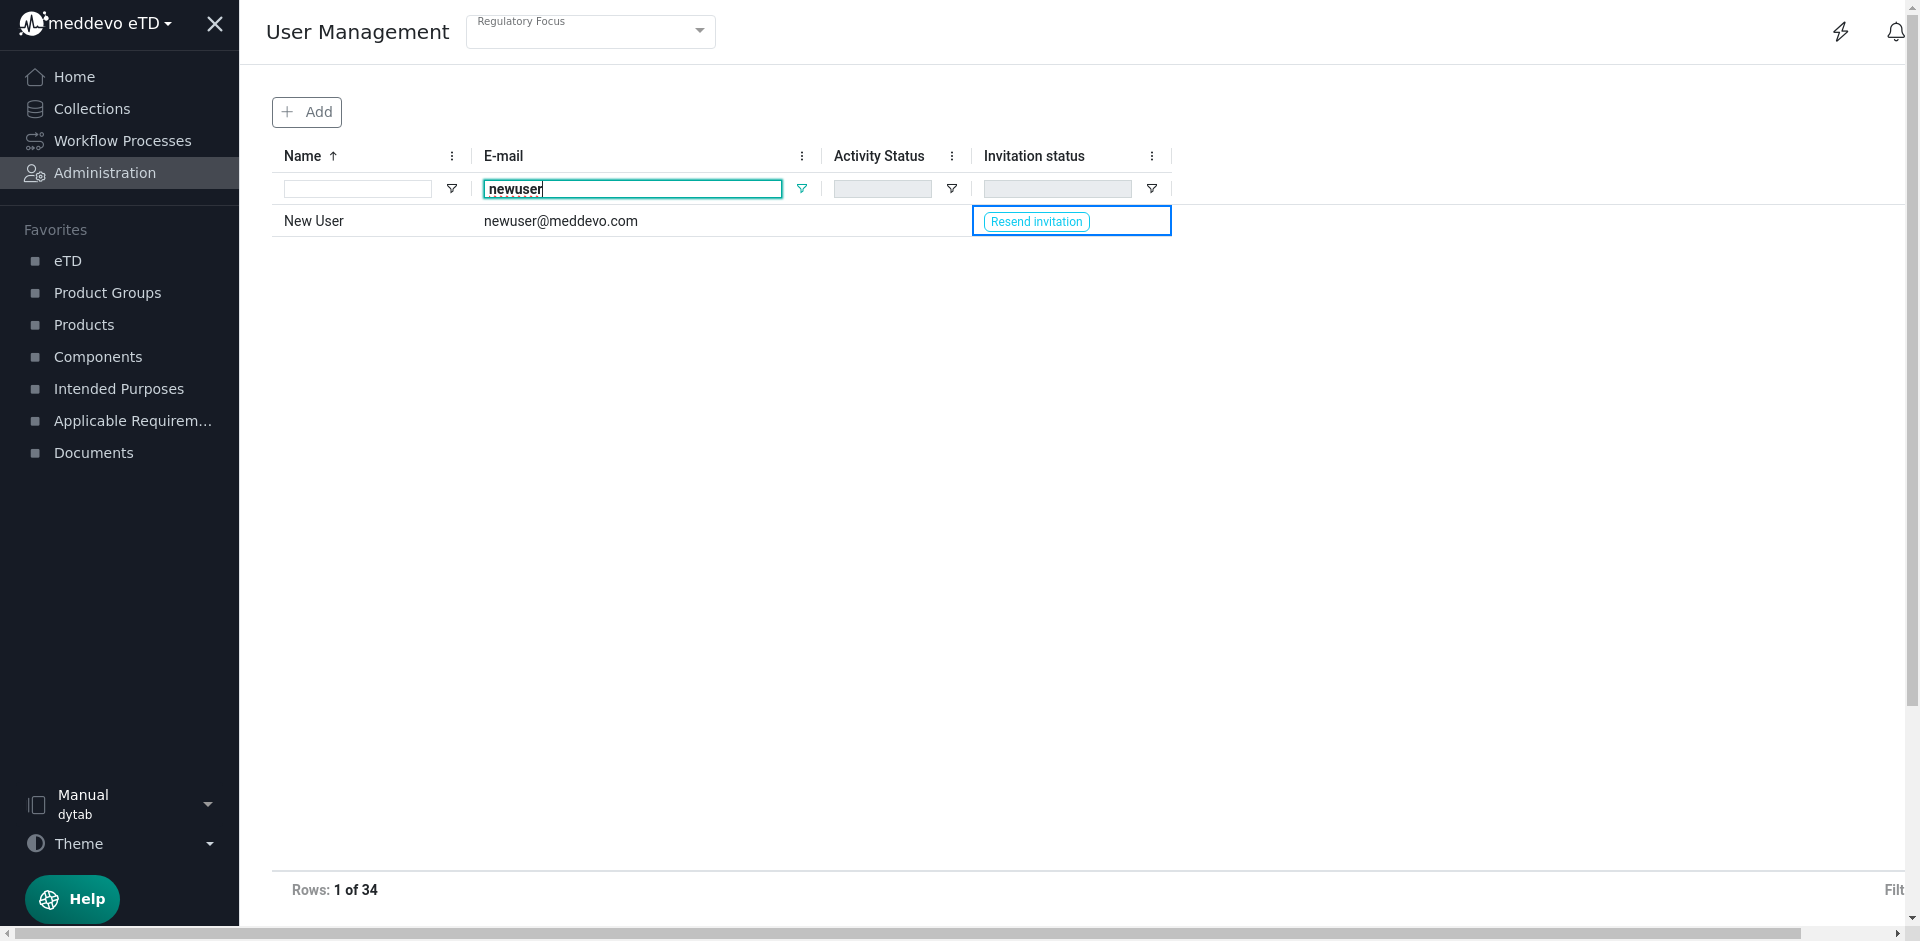 meddevo eTD
Home
Collections
Workflow Processes
Administration
Favorites
eTD
Product Groups
Products
Components
Intended Purposes
Applicable Requirem...
Documents
Manual
dytab
Theme
Help
User Management
Regulatory Focus
Add
Name E-mail Activity Status Invitation status
newuser
New User newuser@meddevo.com Resend invitation
Rows: 1 of 34
Filt